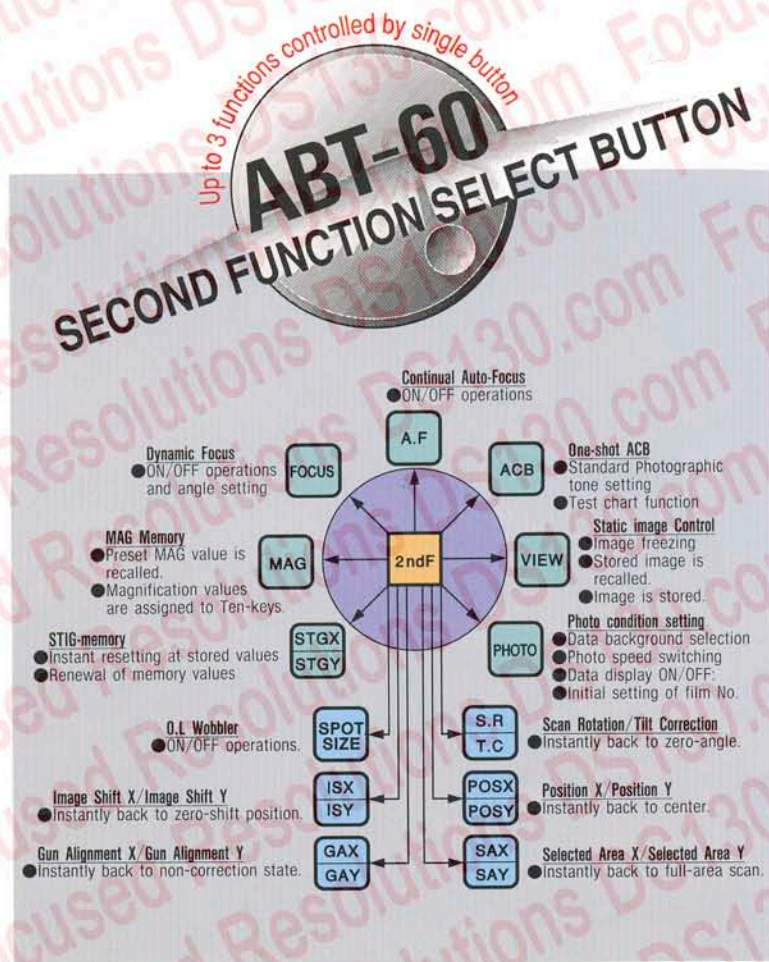 Up to 3 functions controlled by single button
ABT-60
SECOND FUNCTION SELECT BUTTON
Continual Auto-Focus
●ON/OFF operations
A.F
Dynamic Focus
●ON/OFF operations
and angle setting
FOCUS
ACB
One-shot ACB
●Standard Photographic
tone setting
●Test chart function
MAG Memory
●Preset MAG value is
recalled.
●Magnification values
are assigned to Ten-keys.
MAG
2ndF
VIEW
Static image Control
●Image freezing
●Stored image is
recalled.
●Image is stored.
STIG-memory
●Instant resetting at stored values
●Renewal of memory values
STGX
STGY
PHOTO
Photo condition setting
●Data background selection
●Photo speed switching
●Data display ON/OFF:
●Initial setting of film No.
O.L Wobbler
●ON/OFF operations.
SPOT
SIZE
S.R
T.C
Scan Rotation/Tilt Correction
●Instantly back to zero-angle.
Image Shift X/Image Shift Y
●Instantly back to zero-shift position.
ISX
ISY
POSX
POSY
Position X/Position Y
●Instantly back to center.
Gun Alignment X/Gun Alignment Y
●Instantly back to non-correction state.
GAX
GAY
SAX
SAY
Selected Area X/Selected Area Y
●Instantly back to full-area scan.
Focused Resolutions DS130.com